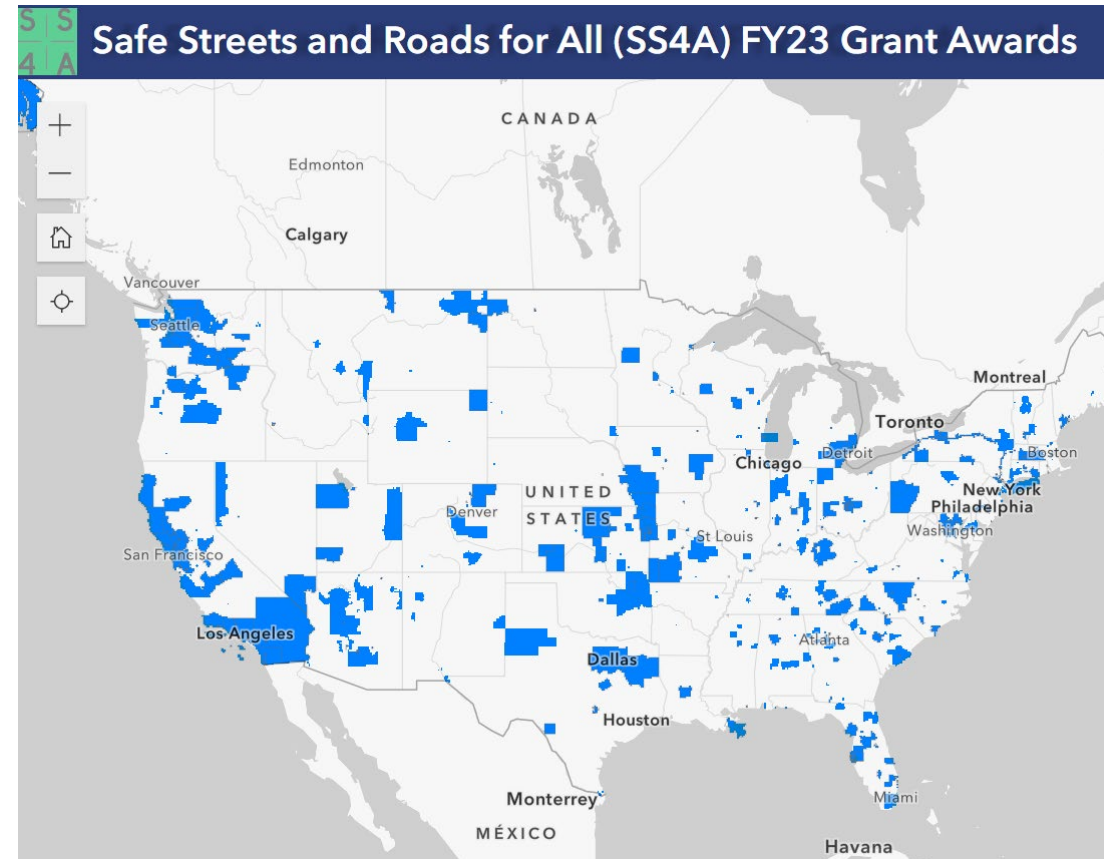 S S
4 A
Safe Streets and Roads for All (SS4A) FY23 Grant Awards
CANADA
Edmonton
Calgary
Vancouver
Seattle
Montreal
Toronto
Detroit
Boston
Chicago
New York
UNITED
STATES
Denver
Philadelphia
Washington
St Louis
San Francisco
Los Angeles
Atlanta
Dallas
Houston
Monterrey
Miami
MÉXICO
Havana